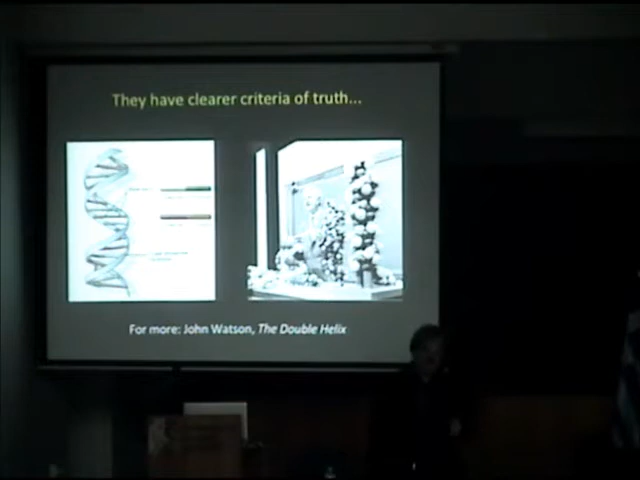 They have clearer criteria of truth...
For more: John Watson, The Double Helix